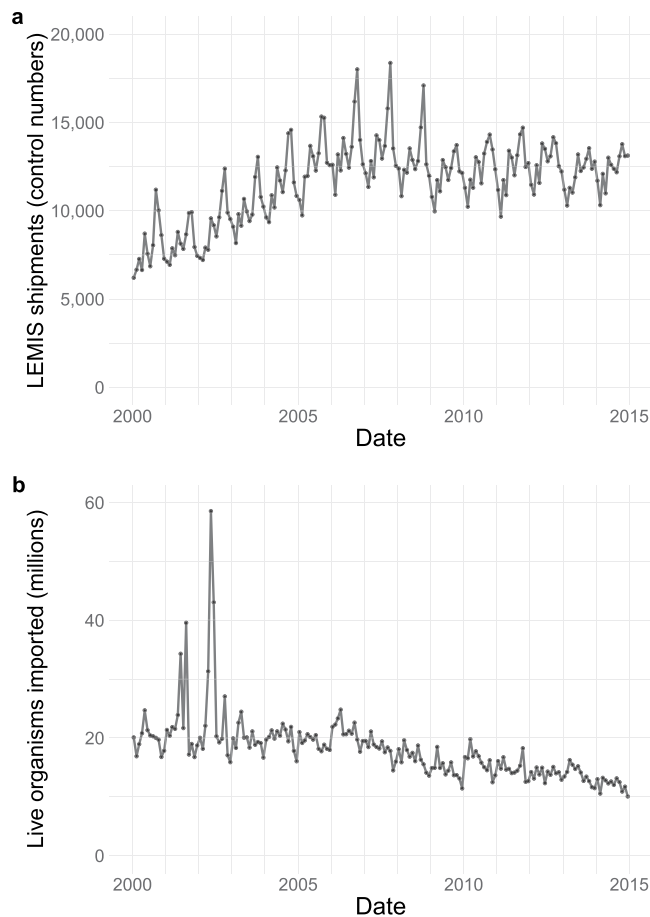 a
LEMIS shipments (control numbers)
20,000
15,000
10,000
5,000
0
2000
2005
2010
2015
Date
b
Live organisms imported (millions)
60
40
20
0
2000
2005
2010
2015
Date